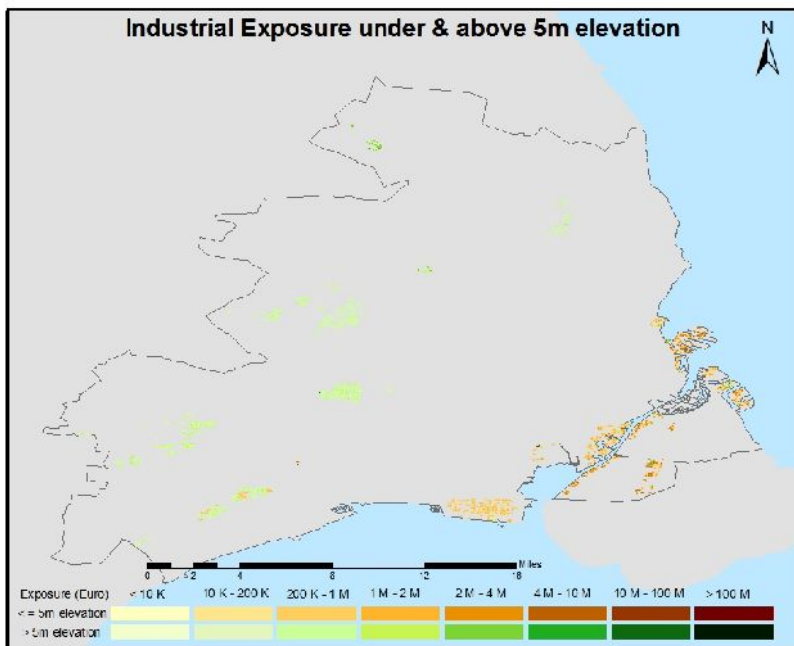 Industrial Exposure under & above 5m elevation
N
Miles
0 2 4 8 12 16
Exposure (Euro) < 10 K 10 K - 200 K 200 K - 1 M 1 M - 2 M 2 M - 4 M 4 M - 10 M 10 M - 100 M > 100 M
< = 5m elevation
> 5m elevation